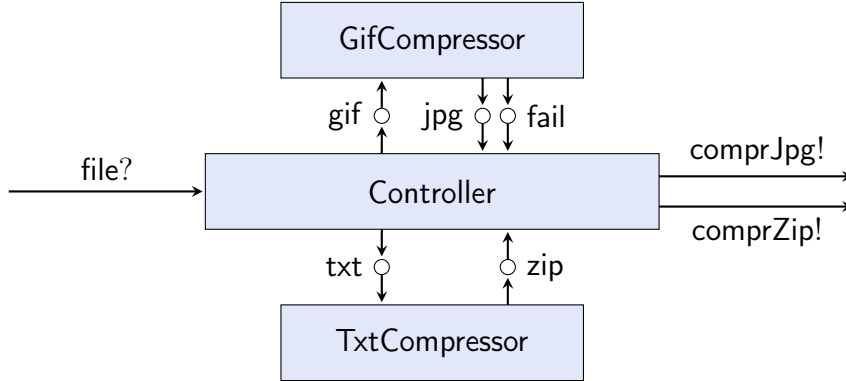 GifCompressor
gif
jpg
fail
file?
Controller
comprJpg!
comprZip!
txt
zip
TxtCompressor